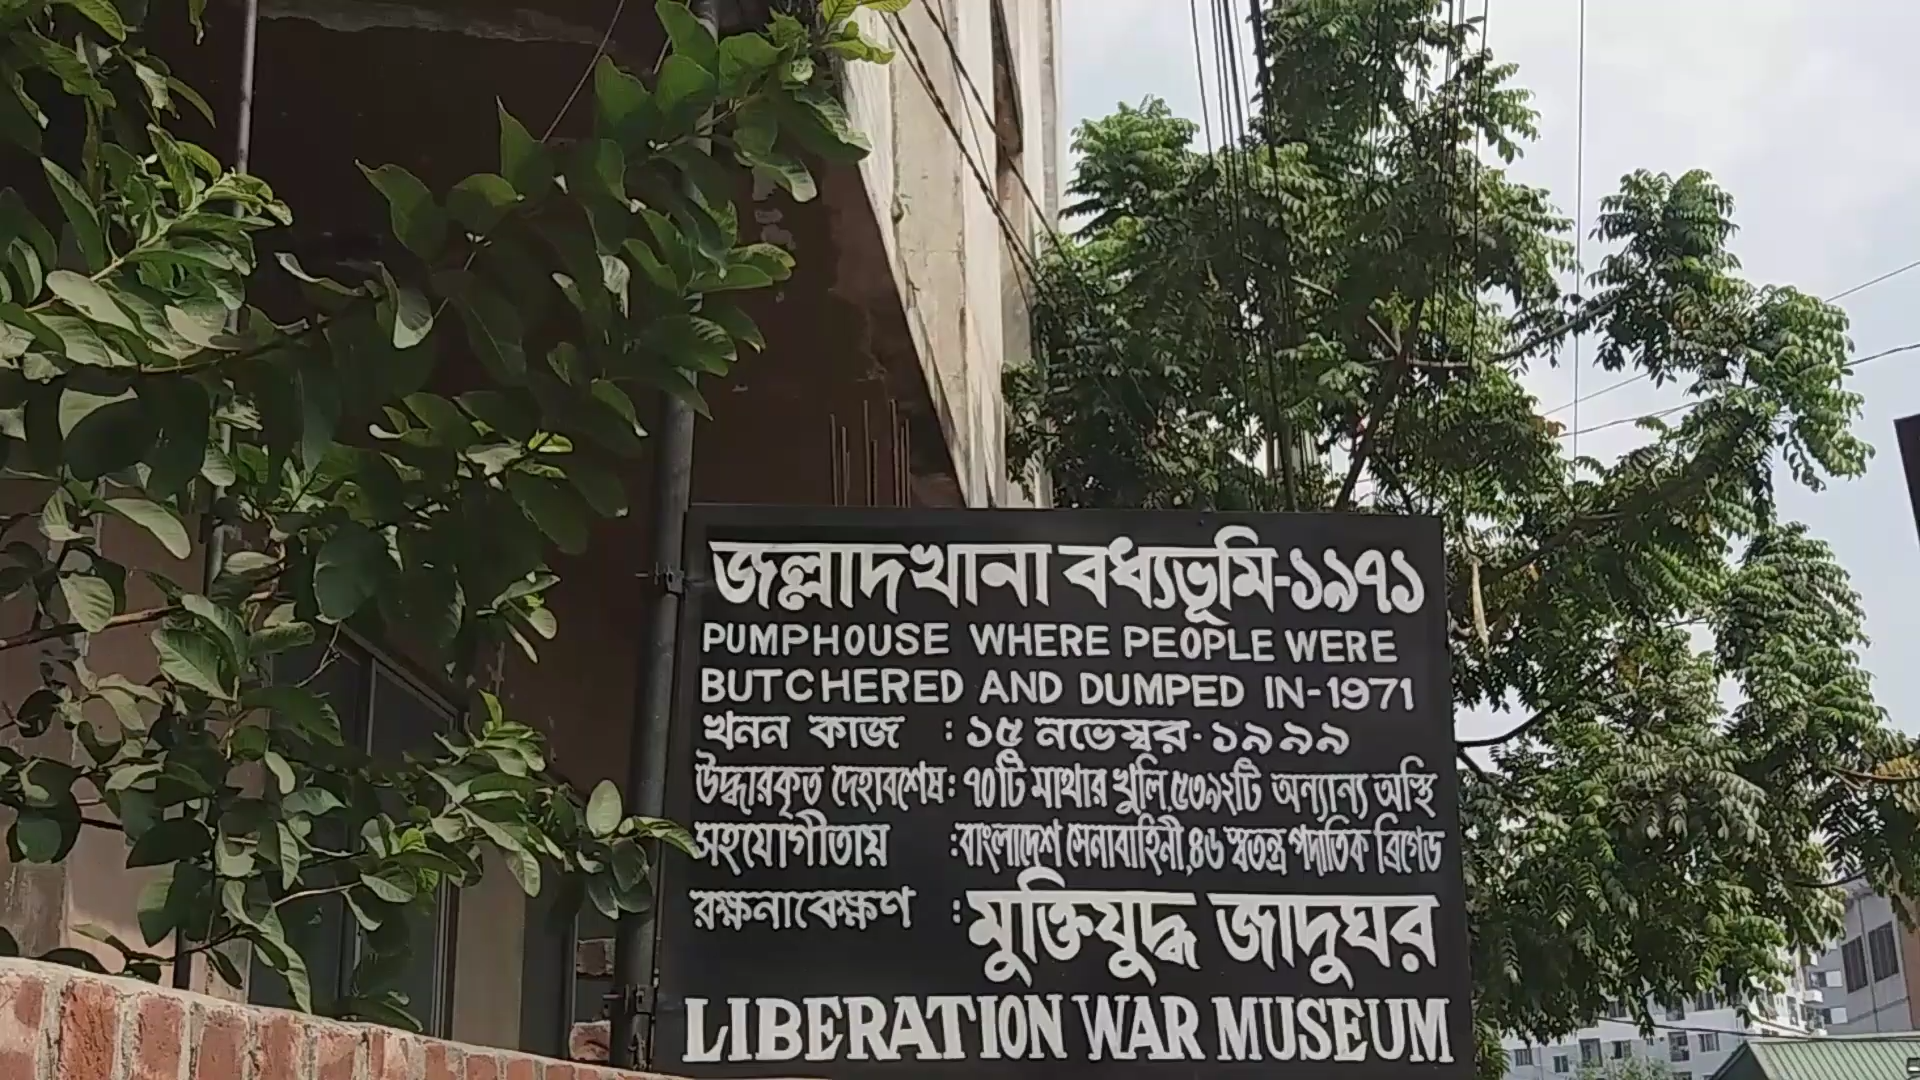 জল্লাদখানা বধ্যভূমি-১৯৭১
PUMPHOUSE WHERE PEOPLE WERE
BUTCHERED AND DUMPED IN-1971
খনন কাজ : ১৫ নভেম্বর-১৯৯৯
উদ্ধারকৃত দেহাবশেষ: ৭০টি মাথার খুলি, ৫৩৯২টি অন্যান্য অস্থি
সহযোগীতায় :বাংলাদেশ সেনাবাহিনী, ৪৬ স্বতন্ত্র পদাতিক ব্রিগেড
রক্ষনাবেক্ষণ : মুক্তিযুদ্ধ জাদুঘর
LIBERATION WAR MUSEUM